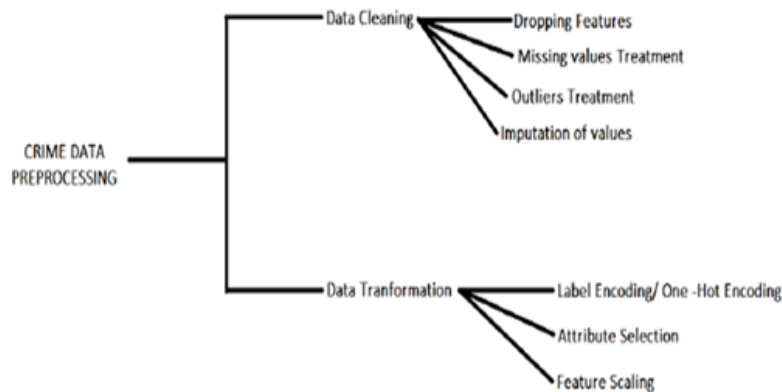 Data Cleaning
Dropping Features
Missing values Treatment
Outliers Treatment
Imputation of values
CRIME DATA
PREPROCESSING
Data Tranformation
Label Encoding/ One -Hot Encoding
Attribute Selection
Feature Scaling